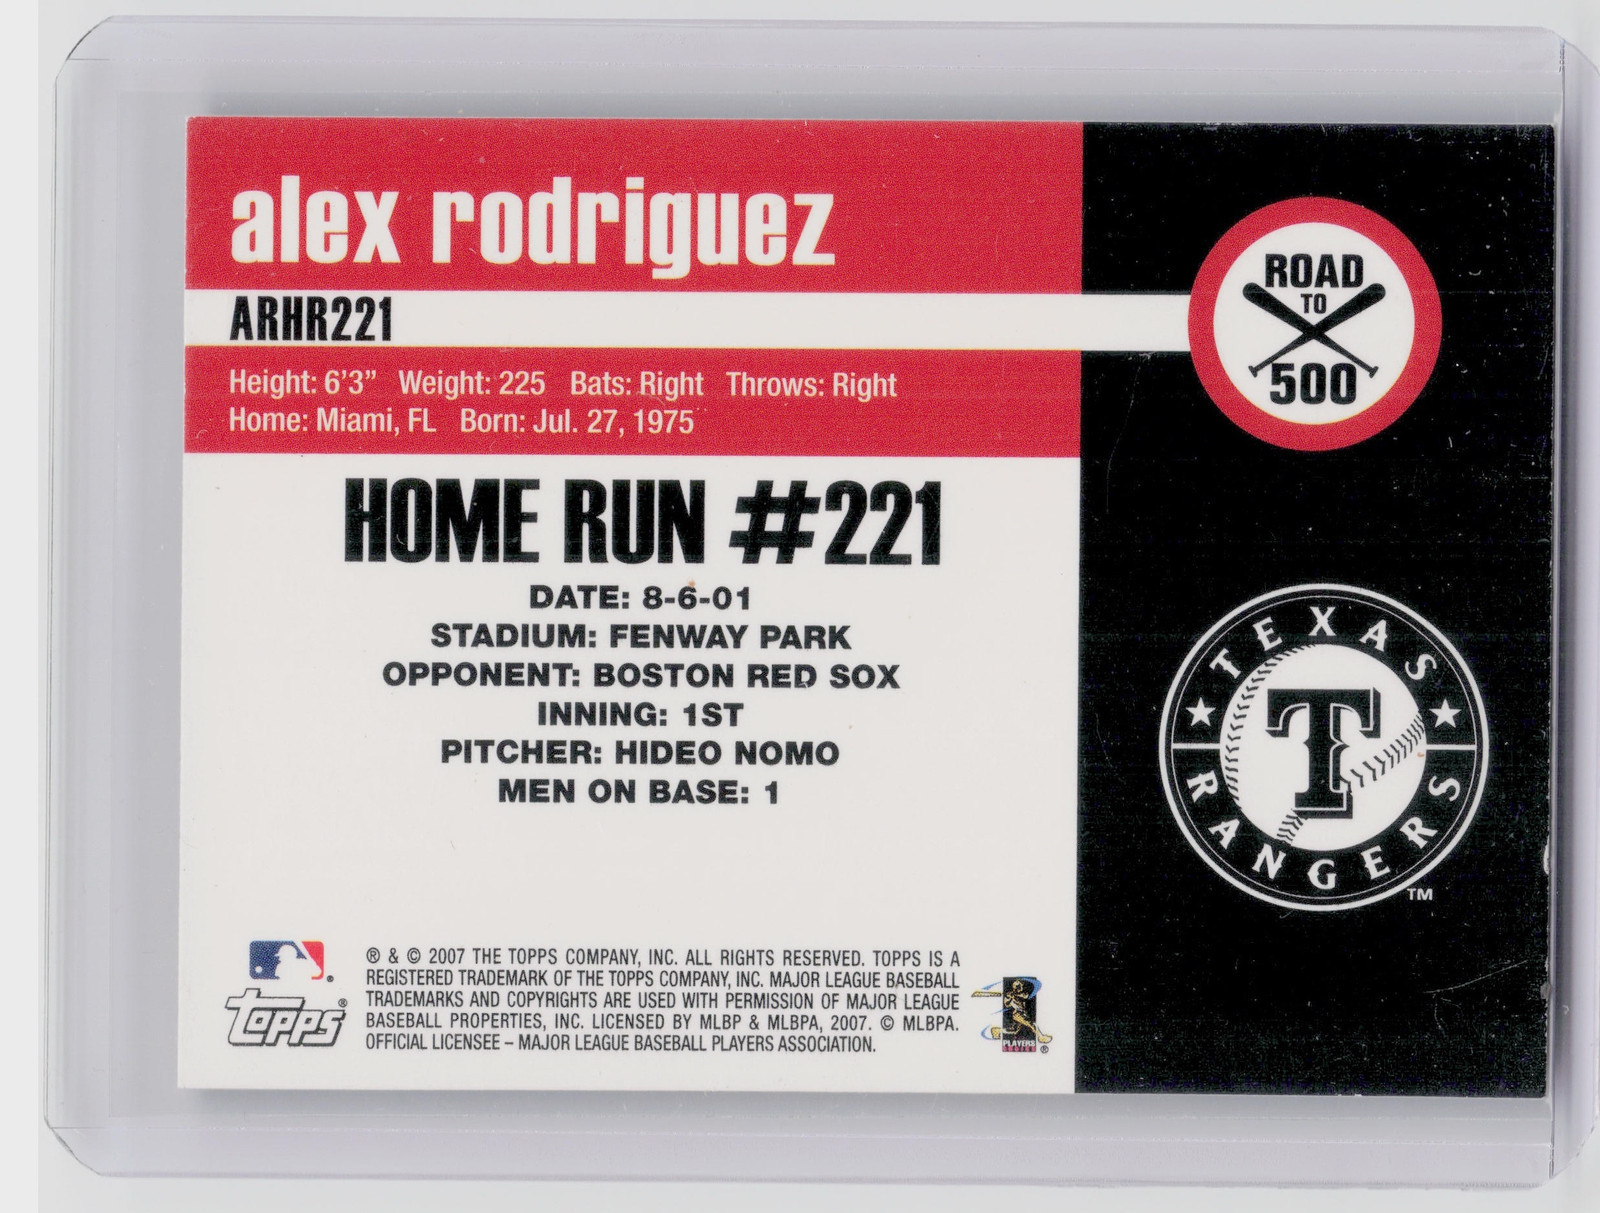 alex rodriguez
ARHR221
Height: 6'3” Weight: 225 Bats: Right Throws: Right
Home: Miami, FL Born: Jul. 27, 1975
ROAD
TO
500
HOME RUN #221
DATE: 8-6-01
STADIUM: FENWAY PARK
OPPONENT: BOSTON RED SOX
INNING: 1ST
PITCHER: HIDEO NOMO
MEN ON BASE: 1
TEXAS
T
RANGERS
TM
® & © 2007 THE TOPPS COMPANY, INC. ALL RIGHTS RESERVED. TOPPS IS A
REGISTERED TRADEMARK OF THE TOPPS COMPANY, INC. MAJOR LEAGUE BASEBALL
TRADEMARKS AND COPYRIGHTS ARE USED WITH PERMISSION OF MAJOR LEAGUE
BASEBALL PROPERTIES, INC. LICENSED BY MLBP & MLBPA, 2007. © MLBPA.
OFFICIAL LICENSEE – MAJOR LEAGUE BASEBALL PLAYERS ASSOCIATION.
Topps®
PLAYERS
CHOICE ®